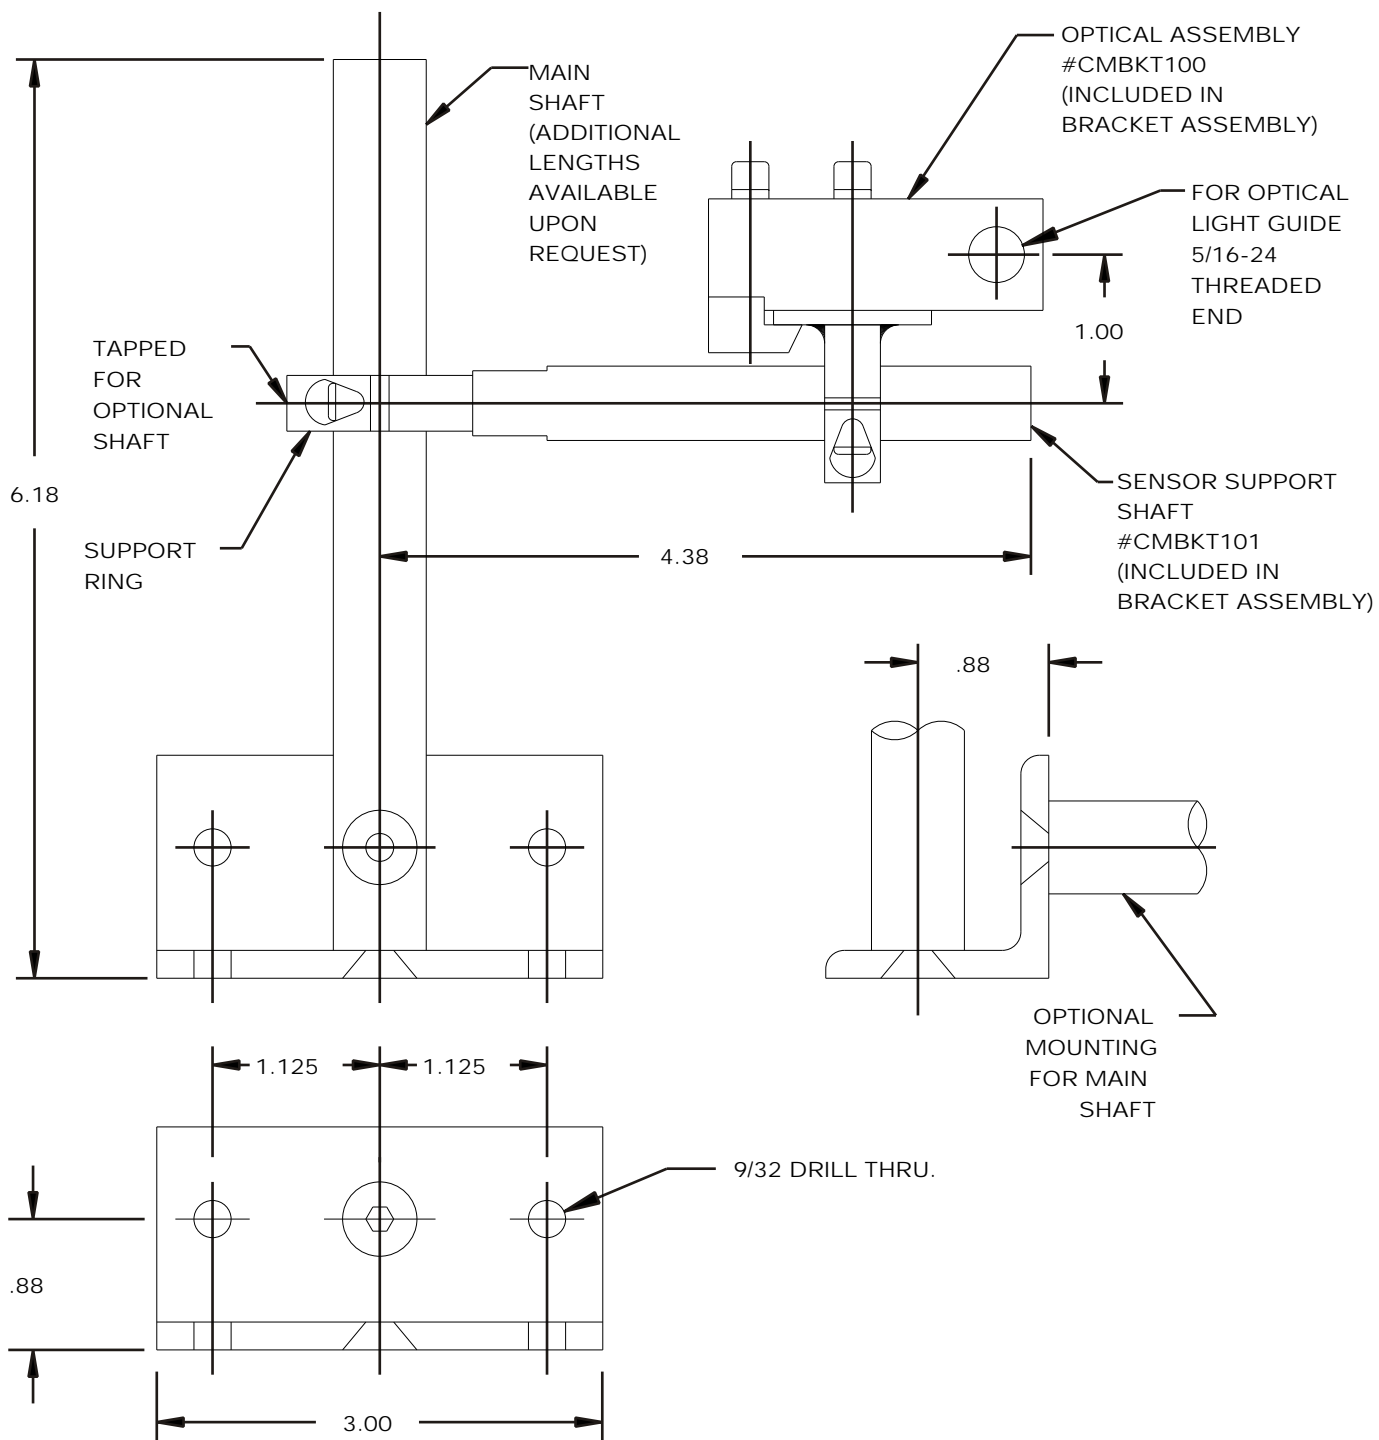 OPTICAL ASSEMBLY
#CMBKT100
(INCLUDED IN
BRACKET ASSEMBLY)
MAIN
SHAFT
(ADDITIONAL
LENGTHS
AVAILABLE
UPON
REQUEST)
FOR OPTICAL
LIGHT GUIDE
5/16-24
THREADED
END
1.00
TAPPED
FOR
OPTIONAL
SHAFT
6.18
SUPPORT
RING
4.38
SENSOR SUPPORT
SHAFT
#CMBKT101
(INCLUDED IN
BRACKET ASSEMBLY)
.88
OPTIONAL
MOUNTING
FOR MAIN
SHAFT
1.125
1.125
9/32 DRILL THRU.
.88
3.00